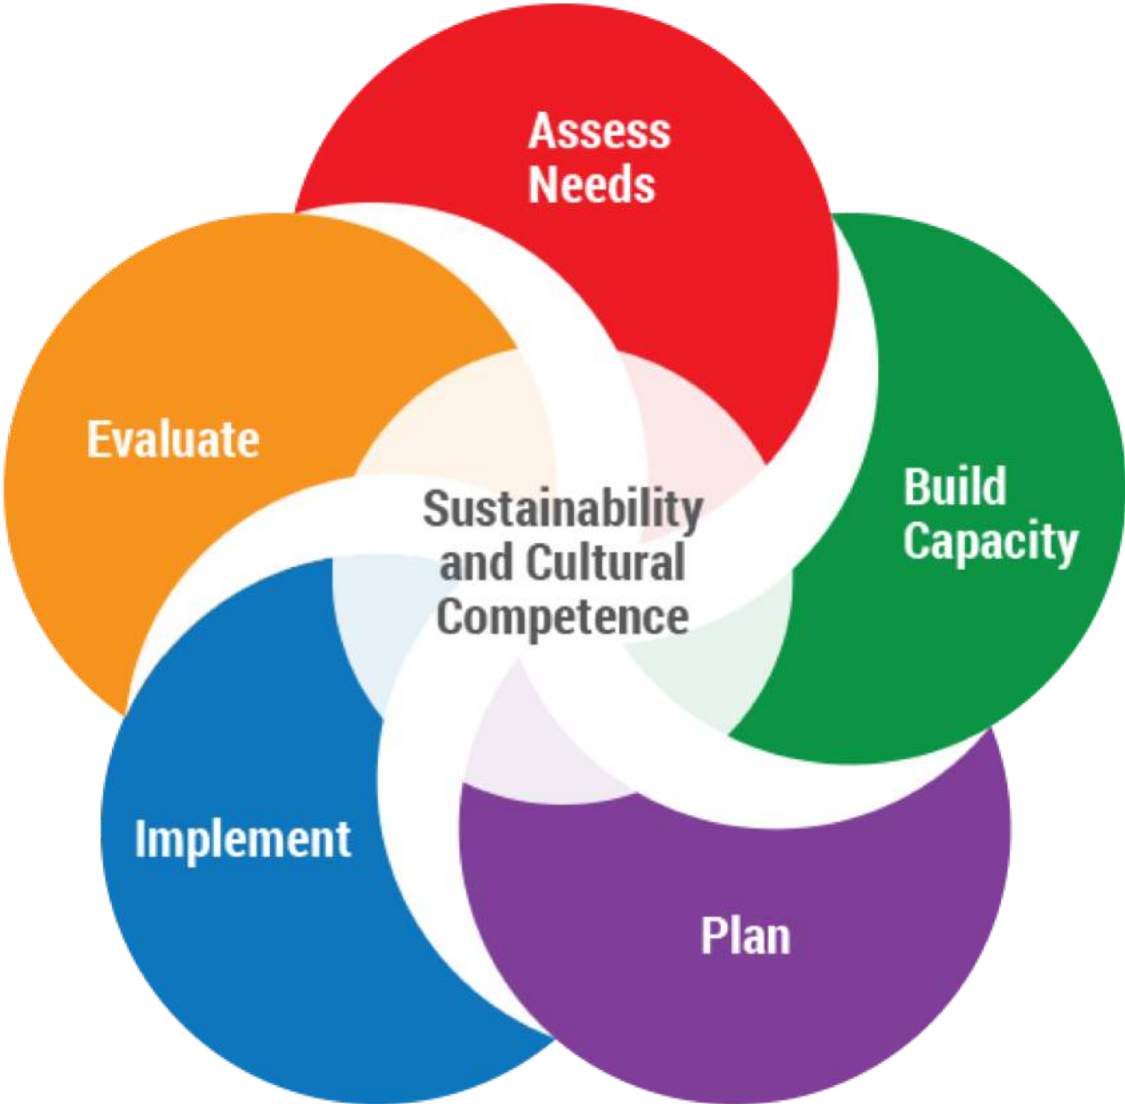 Assess
Needs
Build
Capacity
Plan
Implement
Evaluate
Sustainability
and Cultural
Competence